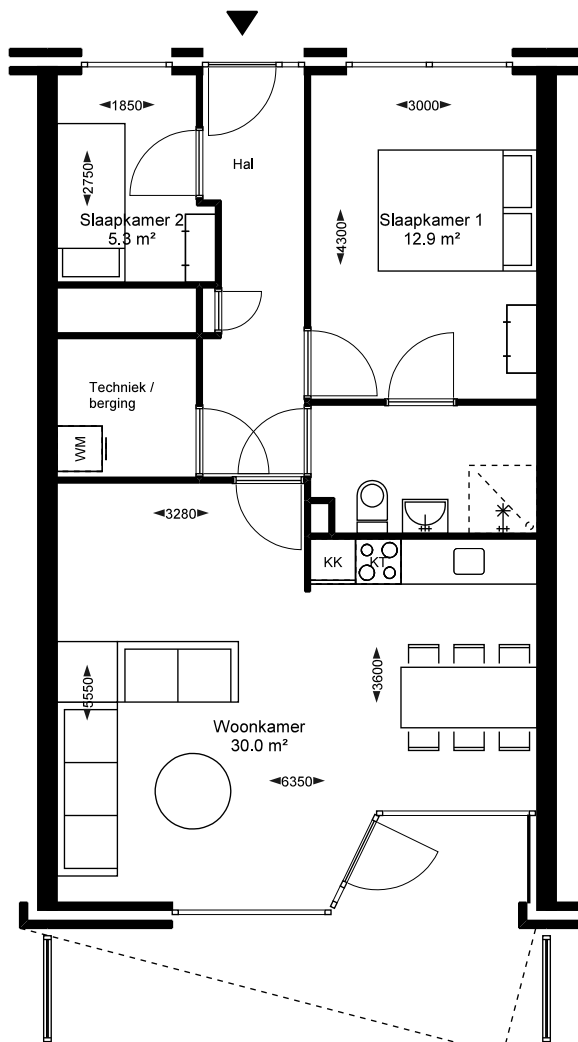 1850
3000
Hal
2750
Slaapkamer 2
5.3 m²
4300
Slaapkamer 1
12.9 m²
Techniek /
berging
WM
3280
KK
KT
5550
3600
Woonkamer
30.0 m²
6350